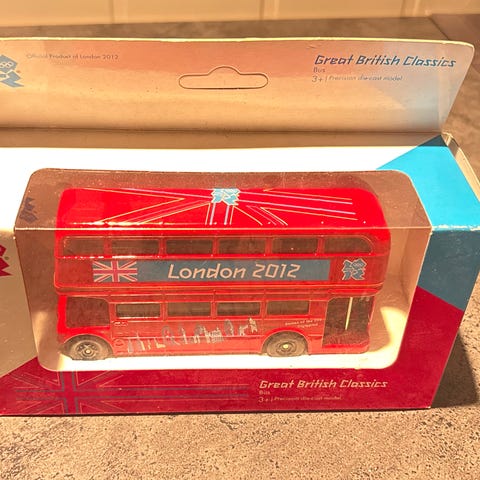 Official Product of London 2012
Great British Classics
Bus
3+ | Precision die-cast model
London 2012
Great British Classics
Bus
3+ | Precision die-cast model